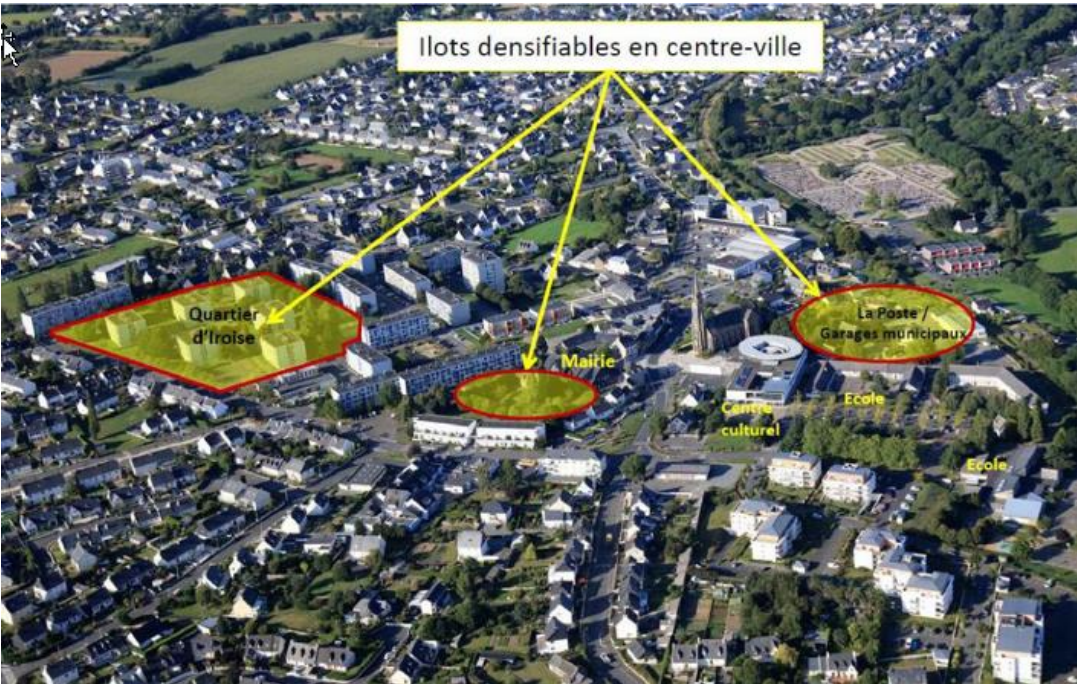 Ilots densifiables en centre-ville
Quartier
d'Iroise
La Poste /
Garages municipaux
Mairie
Ecole
Centre
culturel
Ecole